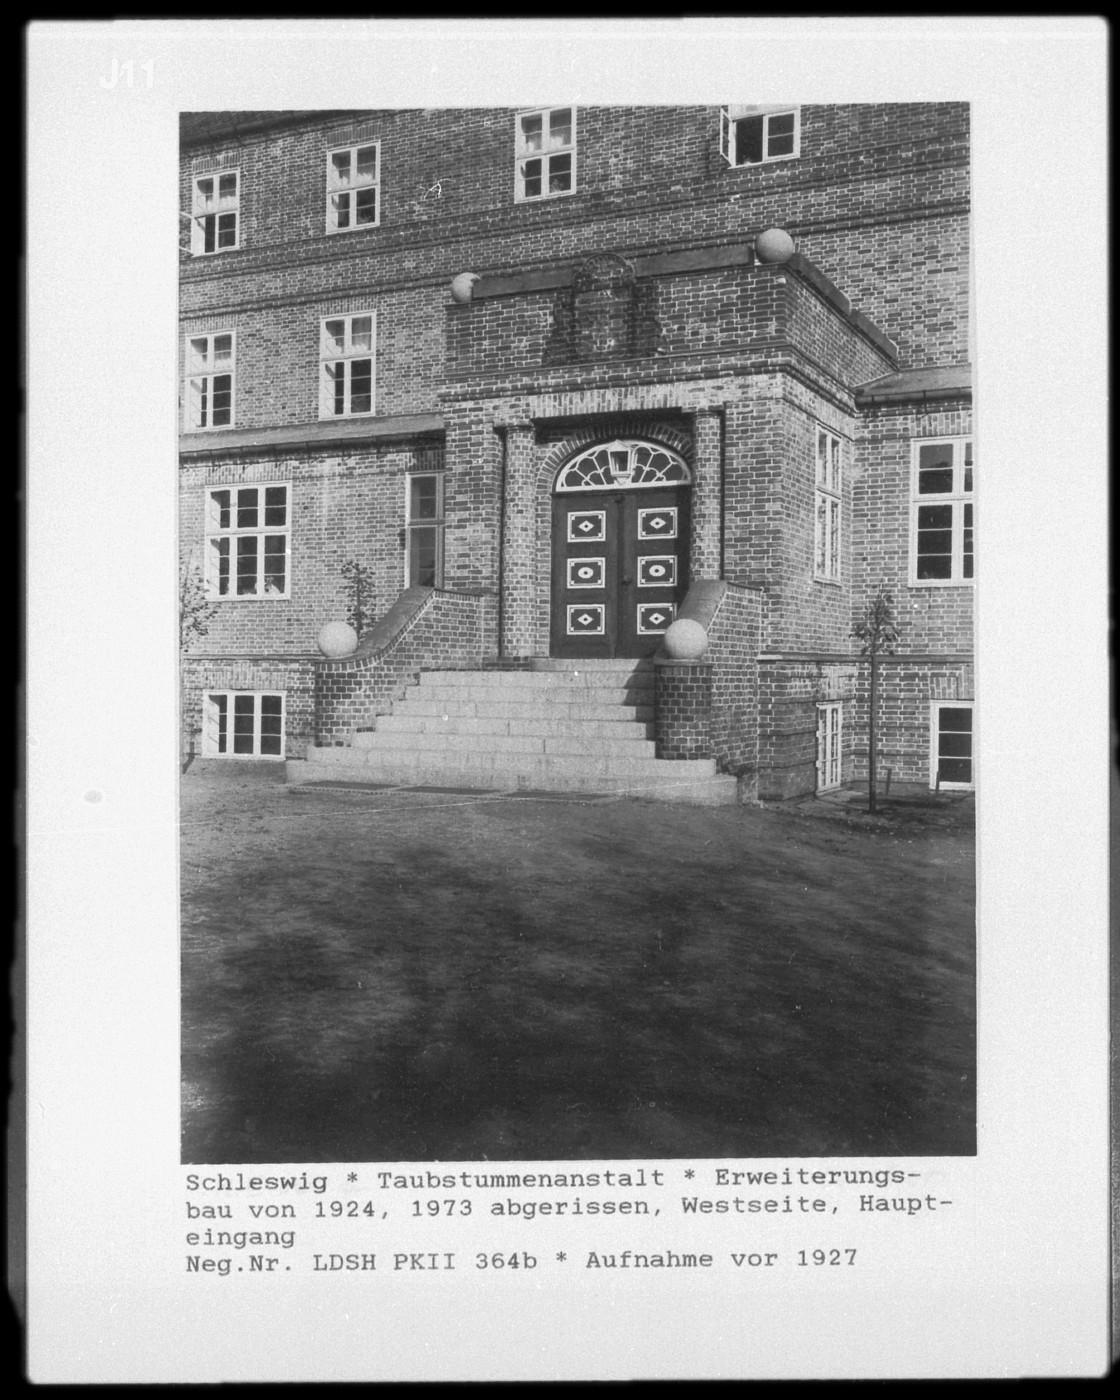 J11
Schleswig * Taubstummenanstalt * Erweiterungs-
bau von 1924, 1973 abgerissen, Westseite, Haupt-
eingang
Neg.Nr. LDSH PKII 364b * Aufnahme vor 1927